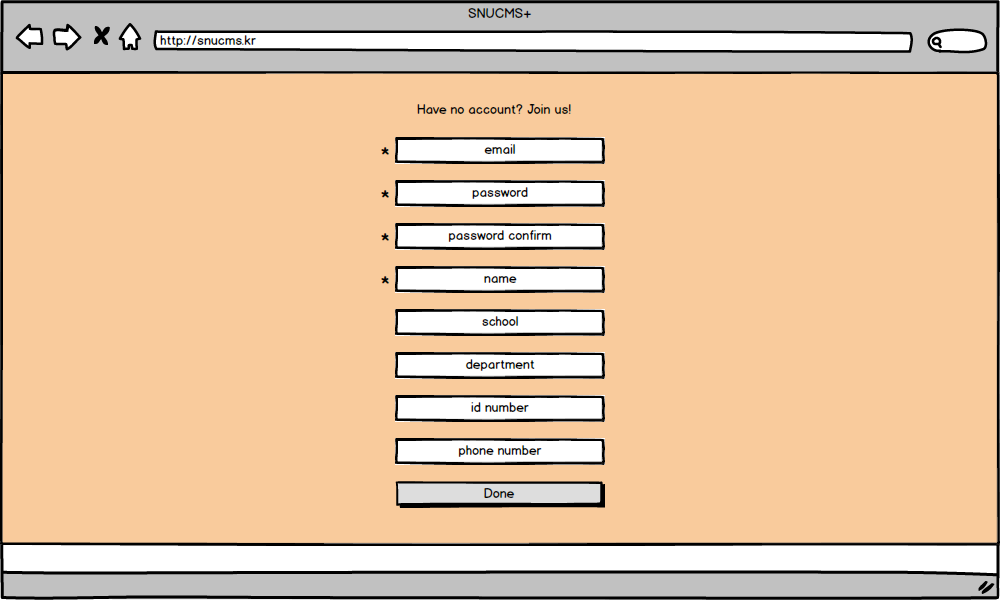 SNUCMS+
http://snucms.kr
Have no account? Join us!
* email
* password
* password confirm
* name
school
department
id number
phone number
Done